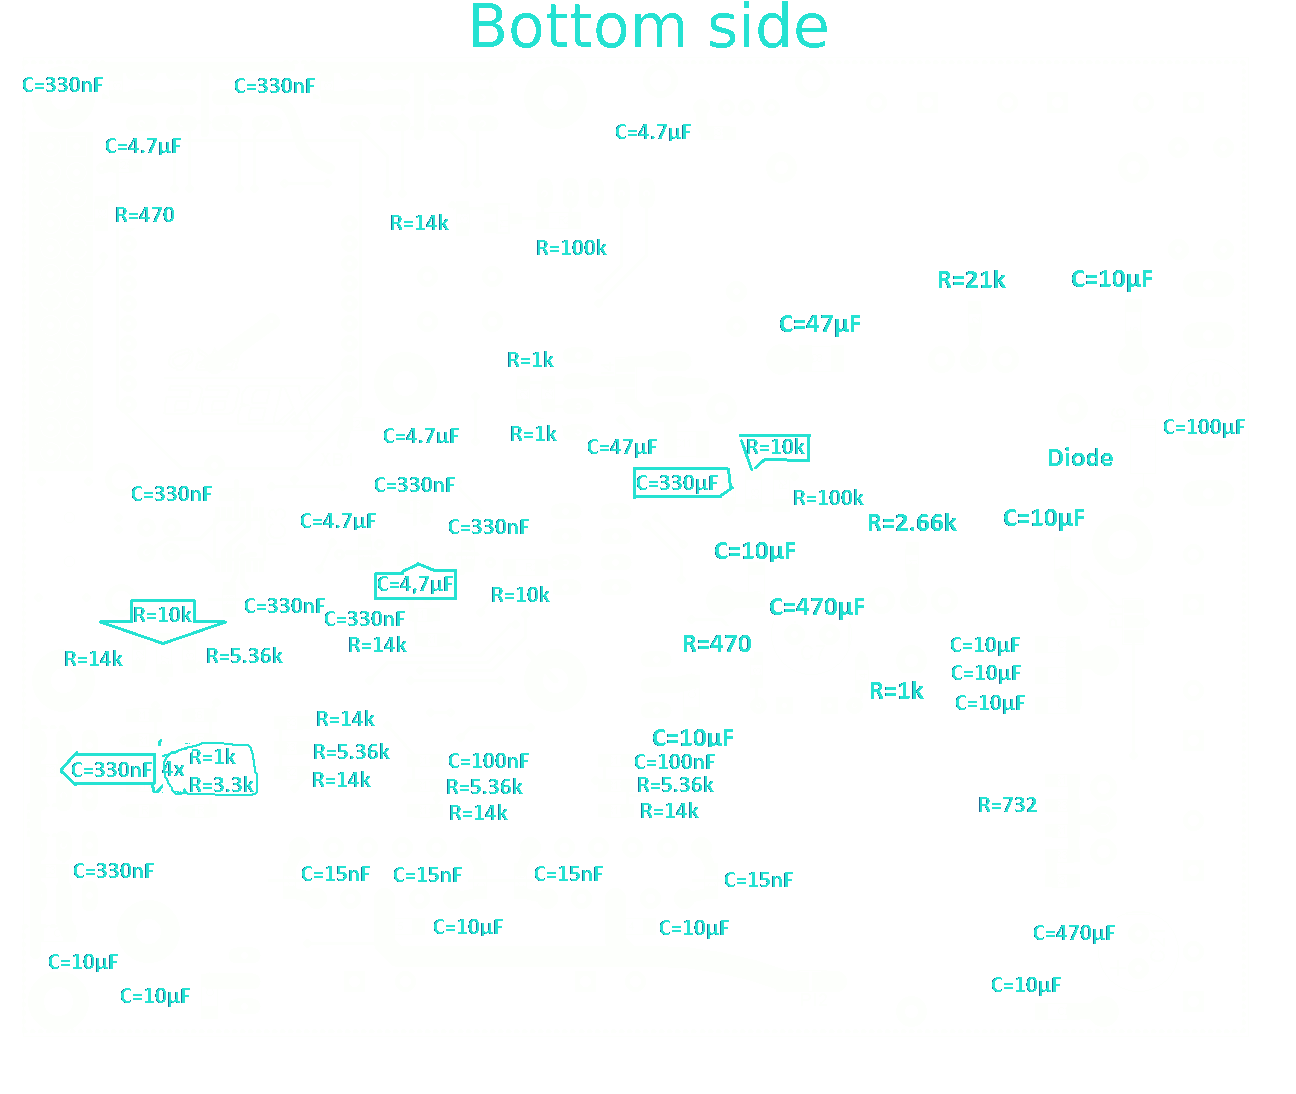 Bottom side
C=330nF
C=330nF
C=4.7µF
C=4.7µF
R=470
R=14k
R=100k
R=21k
C=10µF
C=47µF
R=1k
C=100µF
C=4.7uF
R=1k
C=47µF
R=10k
Diode
C=330nF
C=330nF
C=330µF
R=100k
C=4.7µF
C=330nF
R=2.66k
C=10µF
C=10µF
C=4,7µF
R=10k
C=330nF
C=470µF
R=10k
C=330nF
R=14k
R=5.36k
R=14k
R=470
C=10µF
C=10µF
R=1k
C=10µF
R=14k
C=10µF
R=5.36k
C=330nF
4x
R=1k
R=3.3k
R=14k
C=100nF
R=5.36k
R=14k
C=100nF
R=5.36k
R=14k
R=732
C=330nF
C=15nF
C=15nF
C=15nF
C=15nF
C=10µF
C=10µF
C=470µF
C=10µF
C=10µF
C=10µF